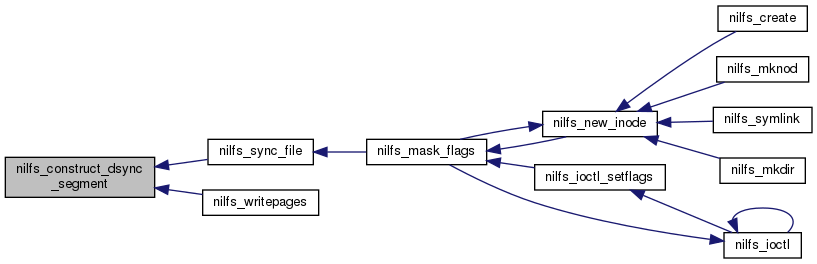 nilfs_construct_dsync
_segment
nilfs_sync_file
nilfs_writepages
nilfs_mask_flags
nilfs_new_inode
nilfs_ioctl_setflags
nilfs_create
nilfs_mknod
nilfs_symlink
nilfs_mkdir
nilfs_ioctl